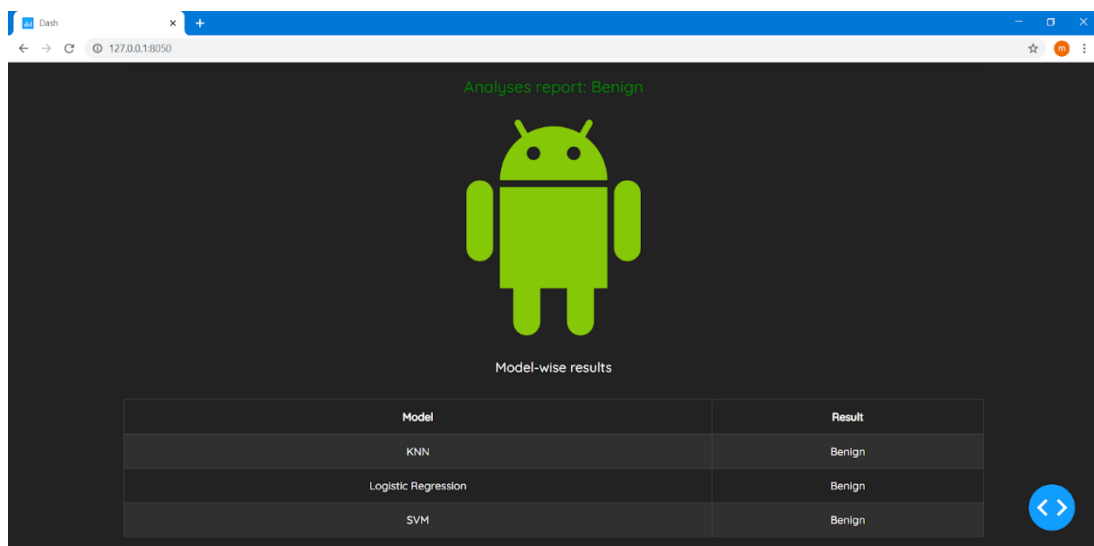 Dash
127.0.0.1:8050
m
Analyses report: Benign
Model-wise results
Model Result
KNN Benign
Logistic Regression Benign
SVM Benign